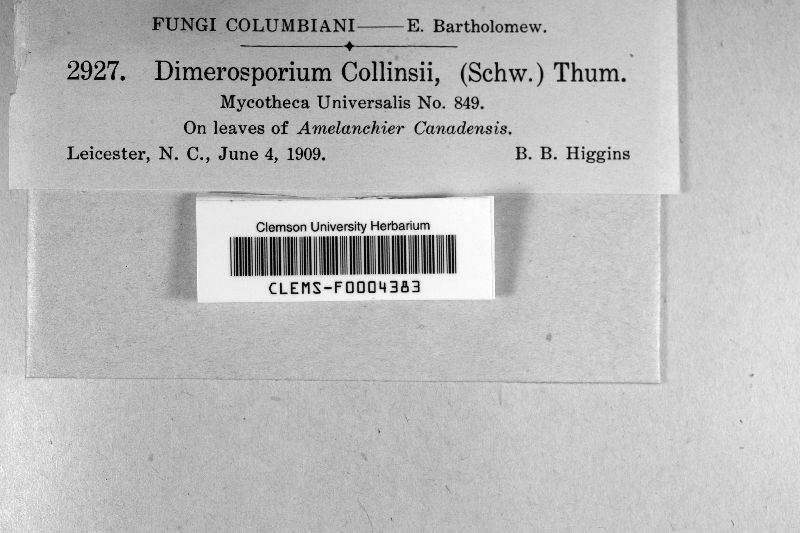 FUNGI COLUMBIANI——E. Bartholomew.
2927. Dimerosporium Collinsii, (Schw.) Thum.
Mycotheca Universalis No. 849.
On leaves of Amelanchier Canadensis.
Leicester, N. C., June 4, 1909. B. B. Higgins
Clemson University Herbarium
CLEMS-F0004383